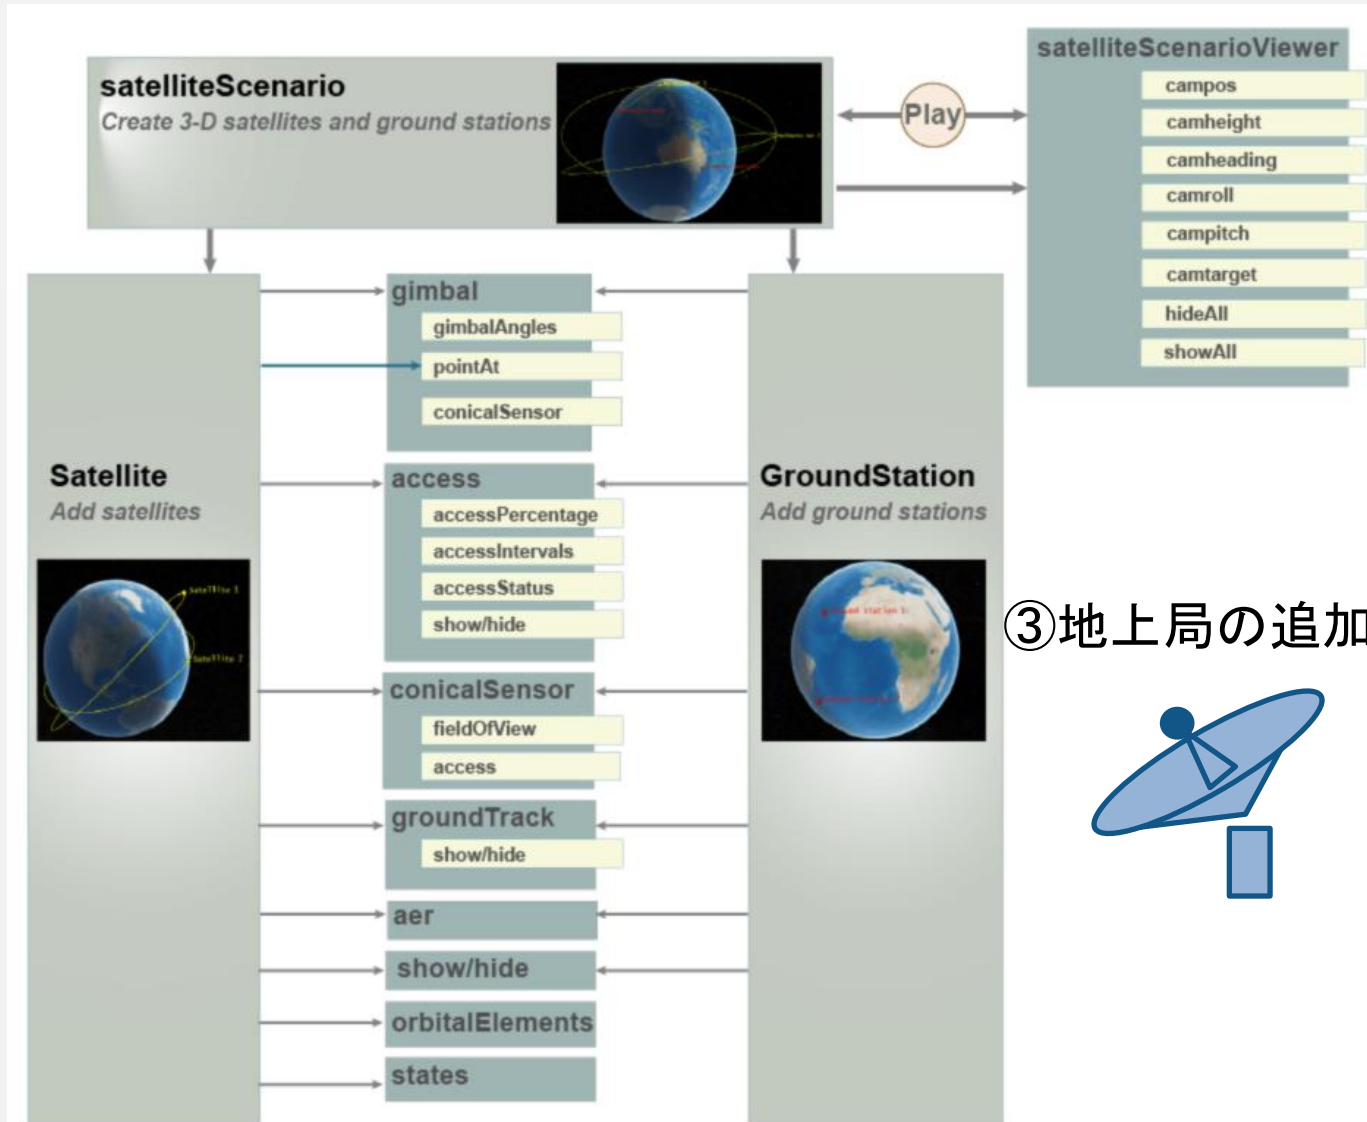 satelliteScenario
Create 3-D satellites and ground stations
Play
satelliteScenarioViewer
campos
camheight
camheading
camroll
campitch
camtarget
hideAll
showAll
Satellite
Add satellites
Satellite 2
gimbal
gimbalAngles
pointAt
conicalSensor
access
accessPercentage
accessIntervals
accessStatus
show/hide
conicalSensor
fieldOfView
access
groundTrack
show/hide
aer
show/hide
orbitalElements
states
GroundStation
Add ground stations
③地上局の追加